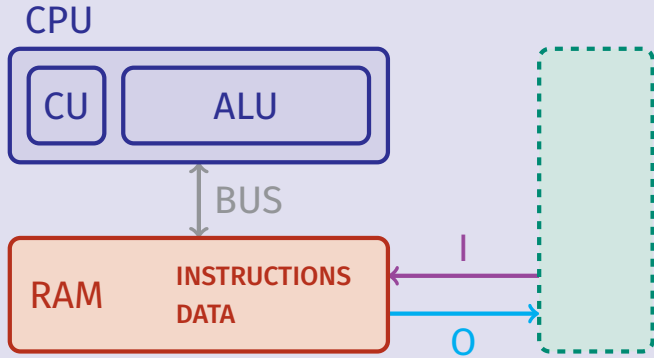 CPU
CU
ALU
BUS
I
RAM
INSTRUCTIONS
DATA
O